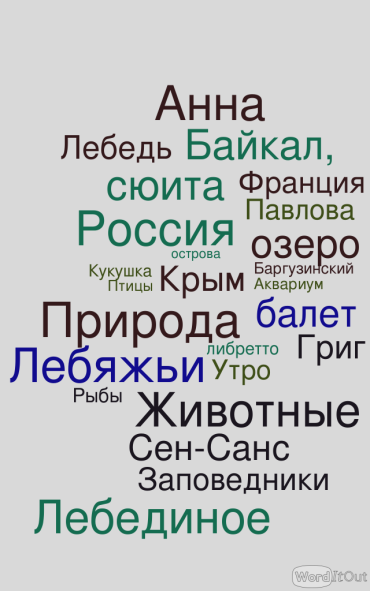 Анна
Лебедь Байкал,
сюита Франция
Павлова
Россия
острова
озеро
Кукушка
Птицы
Крым
Баргузинский
Аквариум
Природа балет
либретто
Григ
Лебяжьи Утро
Рыбы
Животные
Сен-Санс
Заповедники
Лебединое
WordItOut